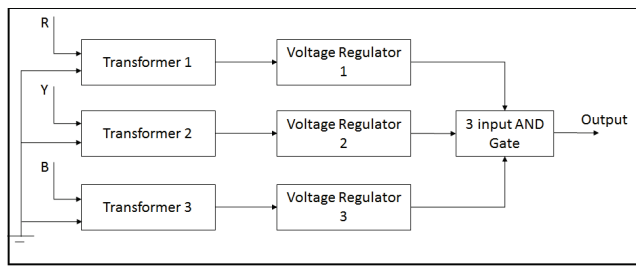 R
Transformer 1
Voltage Regulator
1
Y
Transformer 2
Voltage Regulator
2
3 input AND
Gate
Output
B
Transformer 3
Voltage Regulator
3